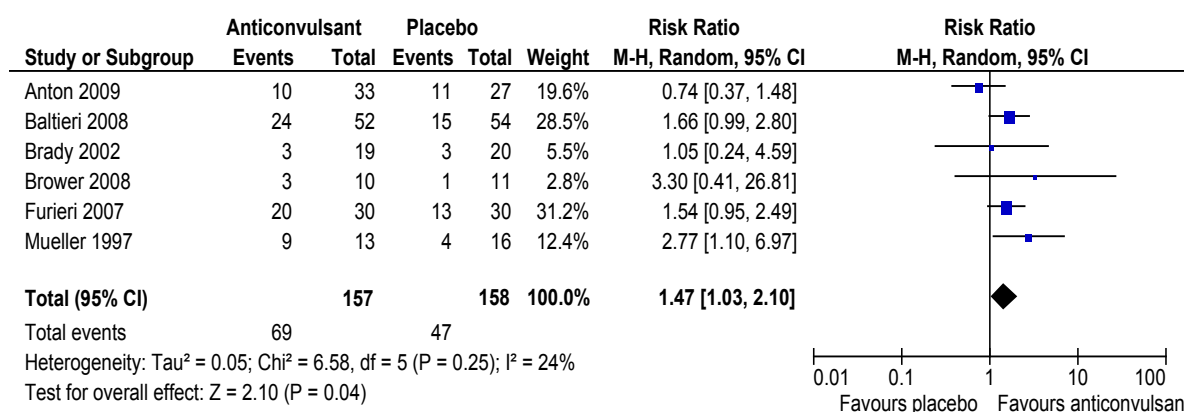 Anticonvulsant Placebo Risk Ratio Risk Ratio
Study or Subgroup Events Total Events Total Weight M-H, Random, 95% CI M-H, Random, 95% CI
Anton 2009 10 33 11 27 19.6% 0.74 [0.37, 1.48]
Baltieri 2008 24 52 15 54 28.5% 1.66 [0.99, 2.80]
Brady 2002 3 19 3 20 5.5% 1.05 [0.24, 4.59]
Brower 2008 3 10 1 11 2.8% 3.30 [0.41, 26.81]
Furieri 2007 20 30 13 30 31.2% 1.54 [0.95, 2.49]
Mueller 1997 9 13 4 16 12.4% 2.77 [1.10, 6.97]
Total (95% CI) 157 158 100.0% 1.47 [1.03, 2.10]
Total events 69 47
Heterogeneity: Tau² = 0.05; Chi² = 6.58, df = 5 (P = 0.25); I² = 24%
Test for overall effect: Z = 2.10 (P = 0.04)
0.01 0.1 1 10 100
Favours placebo Favours anticonvulsan